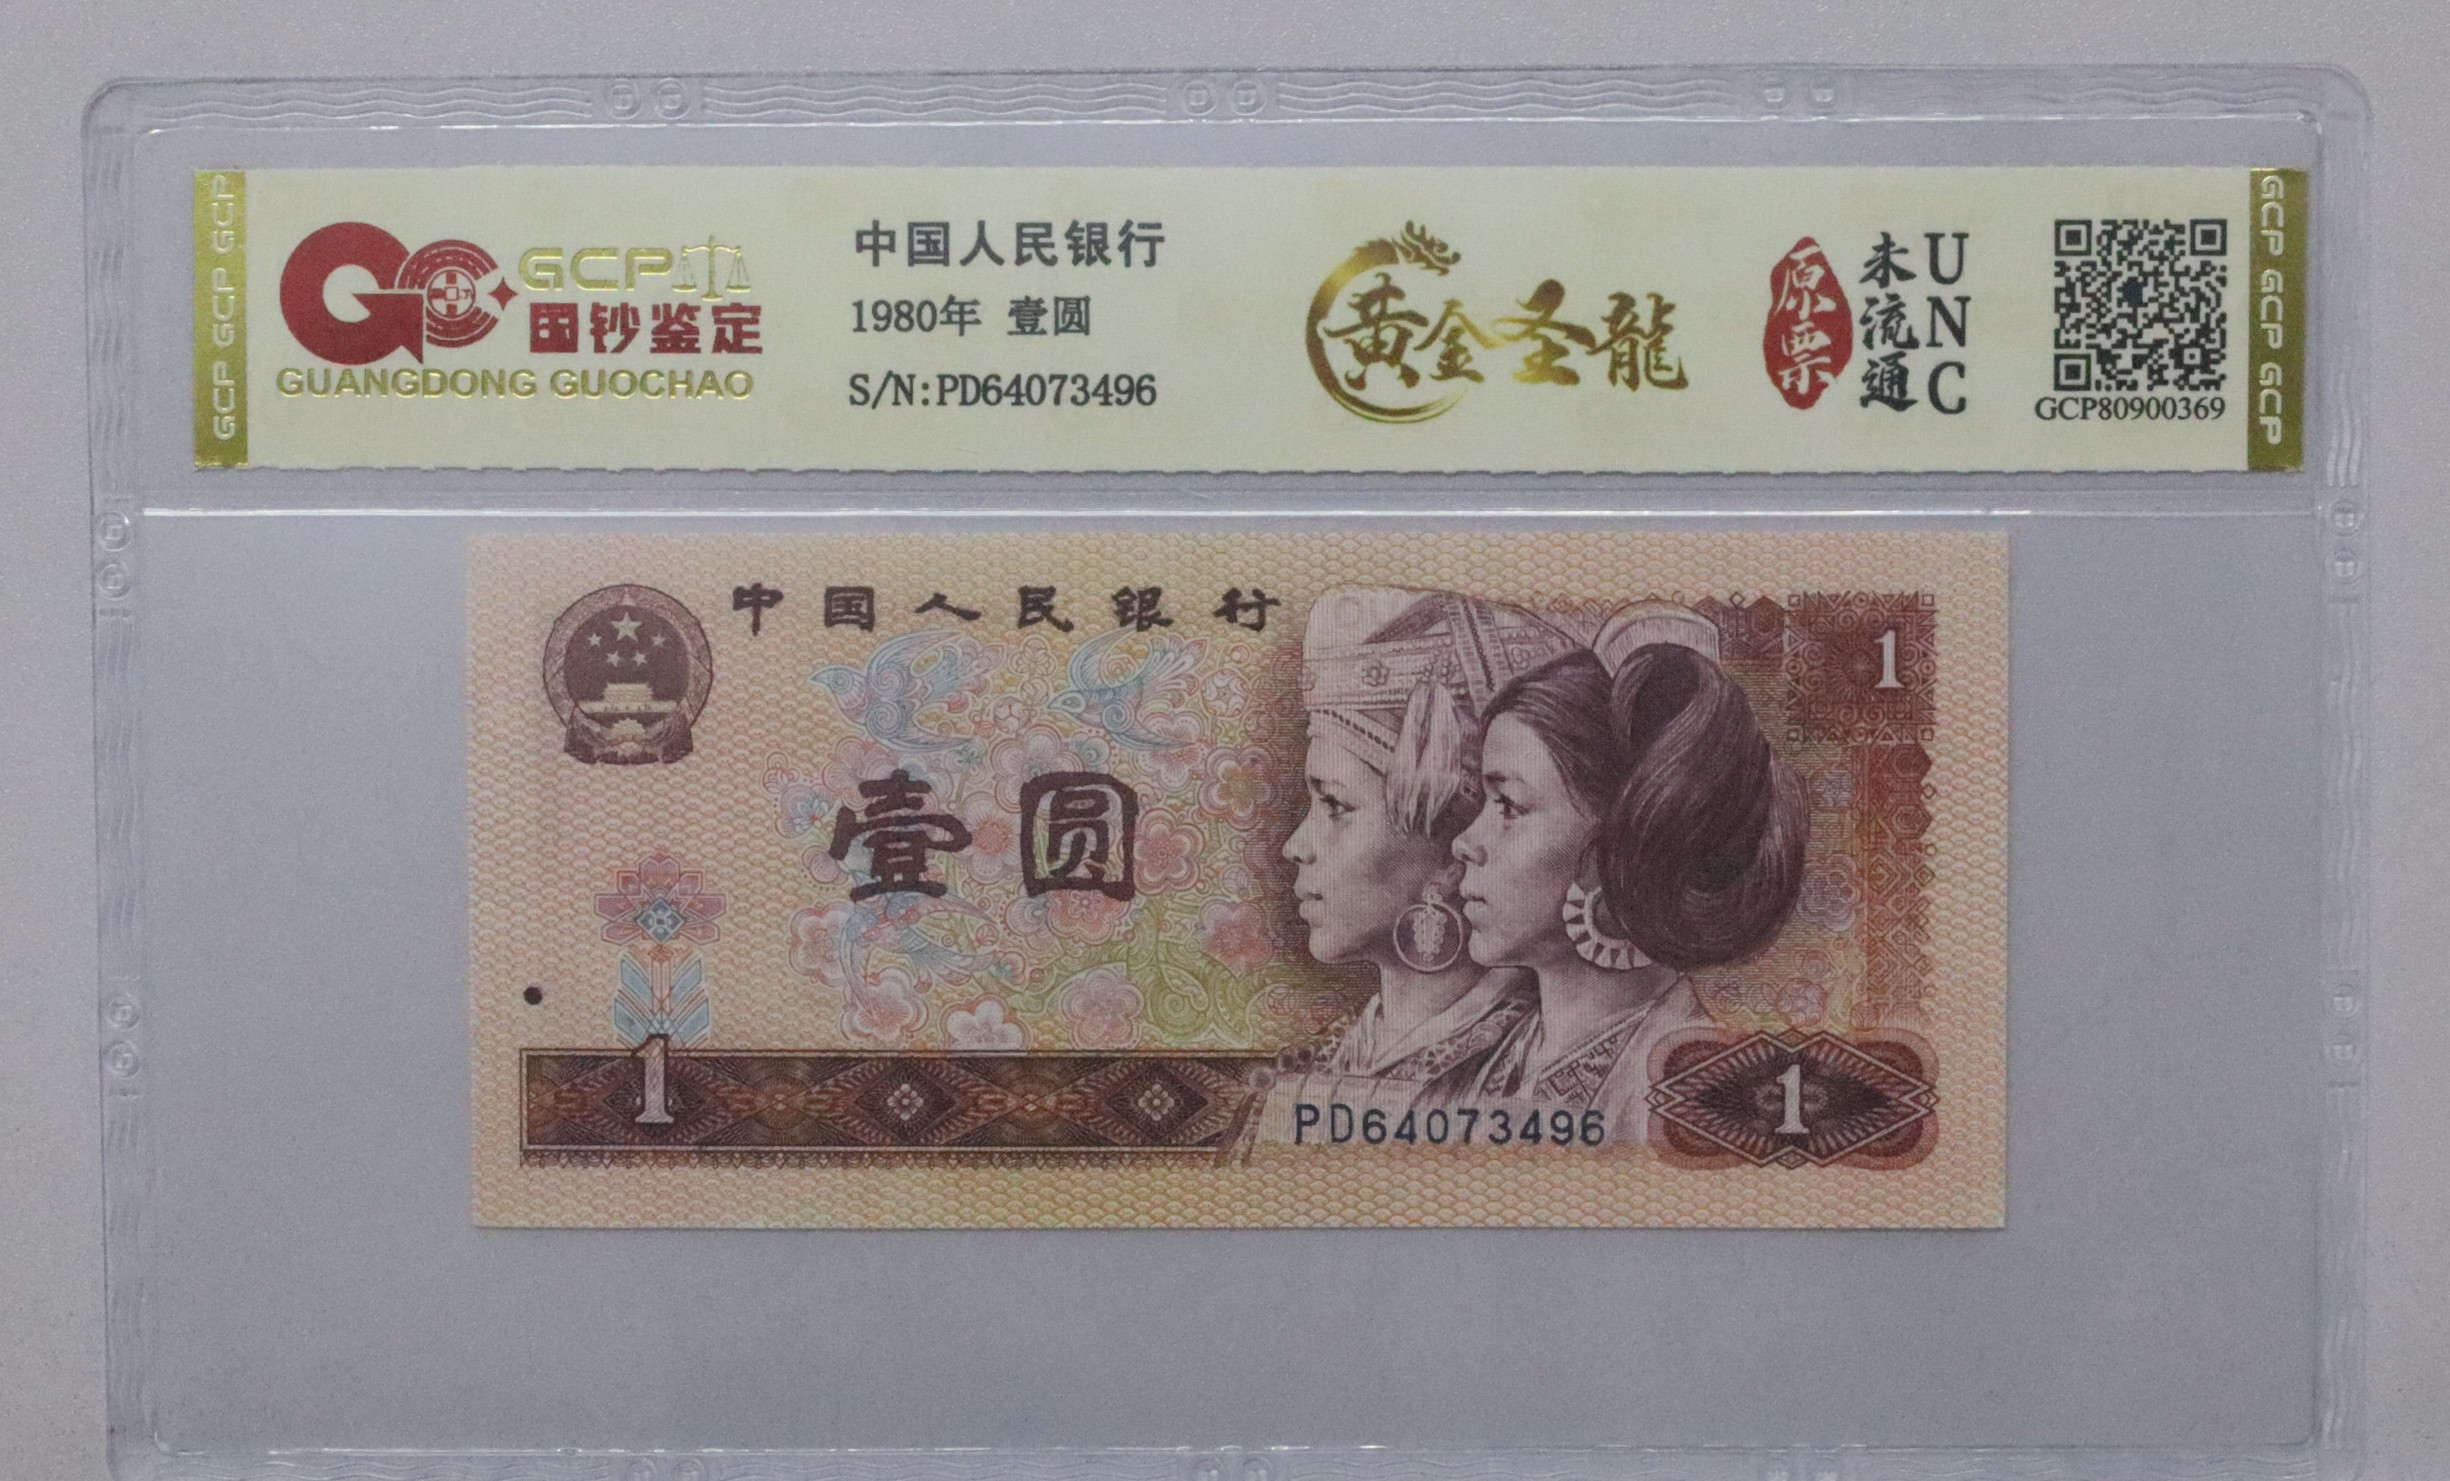 GCP GCP GCP
GCP
国钞鉴定
GUANGDONG GUOCHAO
中国人民银行
1980年 壹圆
S/N:PD64073496
黄金圣龍
原票
未流通
UNC
GCP80900369
GCP GCP GCP
中国人民银行
1
壹圆
1
PD64073496
1